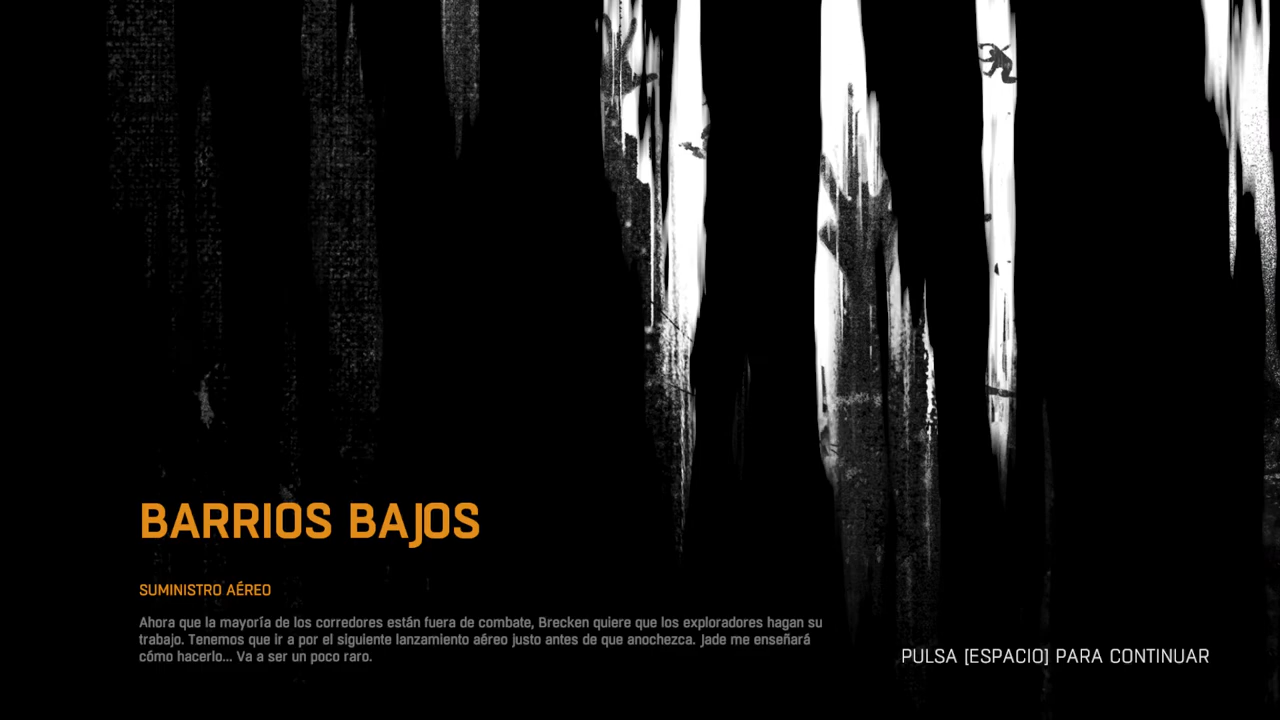 BARRIOS BAJOS
SUMINISTRO AÉREO
Ahora que la mayoría de los corredores están fuera de combate, Brecken quiere que los exploradores hagan su
trabajo. Tenemos que ir a por el siguiente lanzamiento aéreo justo antes de que anochezca. Jade me enseñará
cómo hacerlo... Va a ser un poco raro.
PULSA [ESPACIO] PARA CONTINUAR